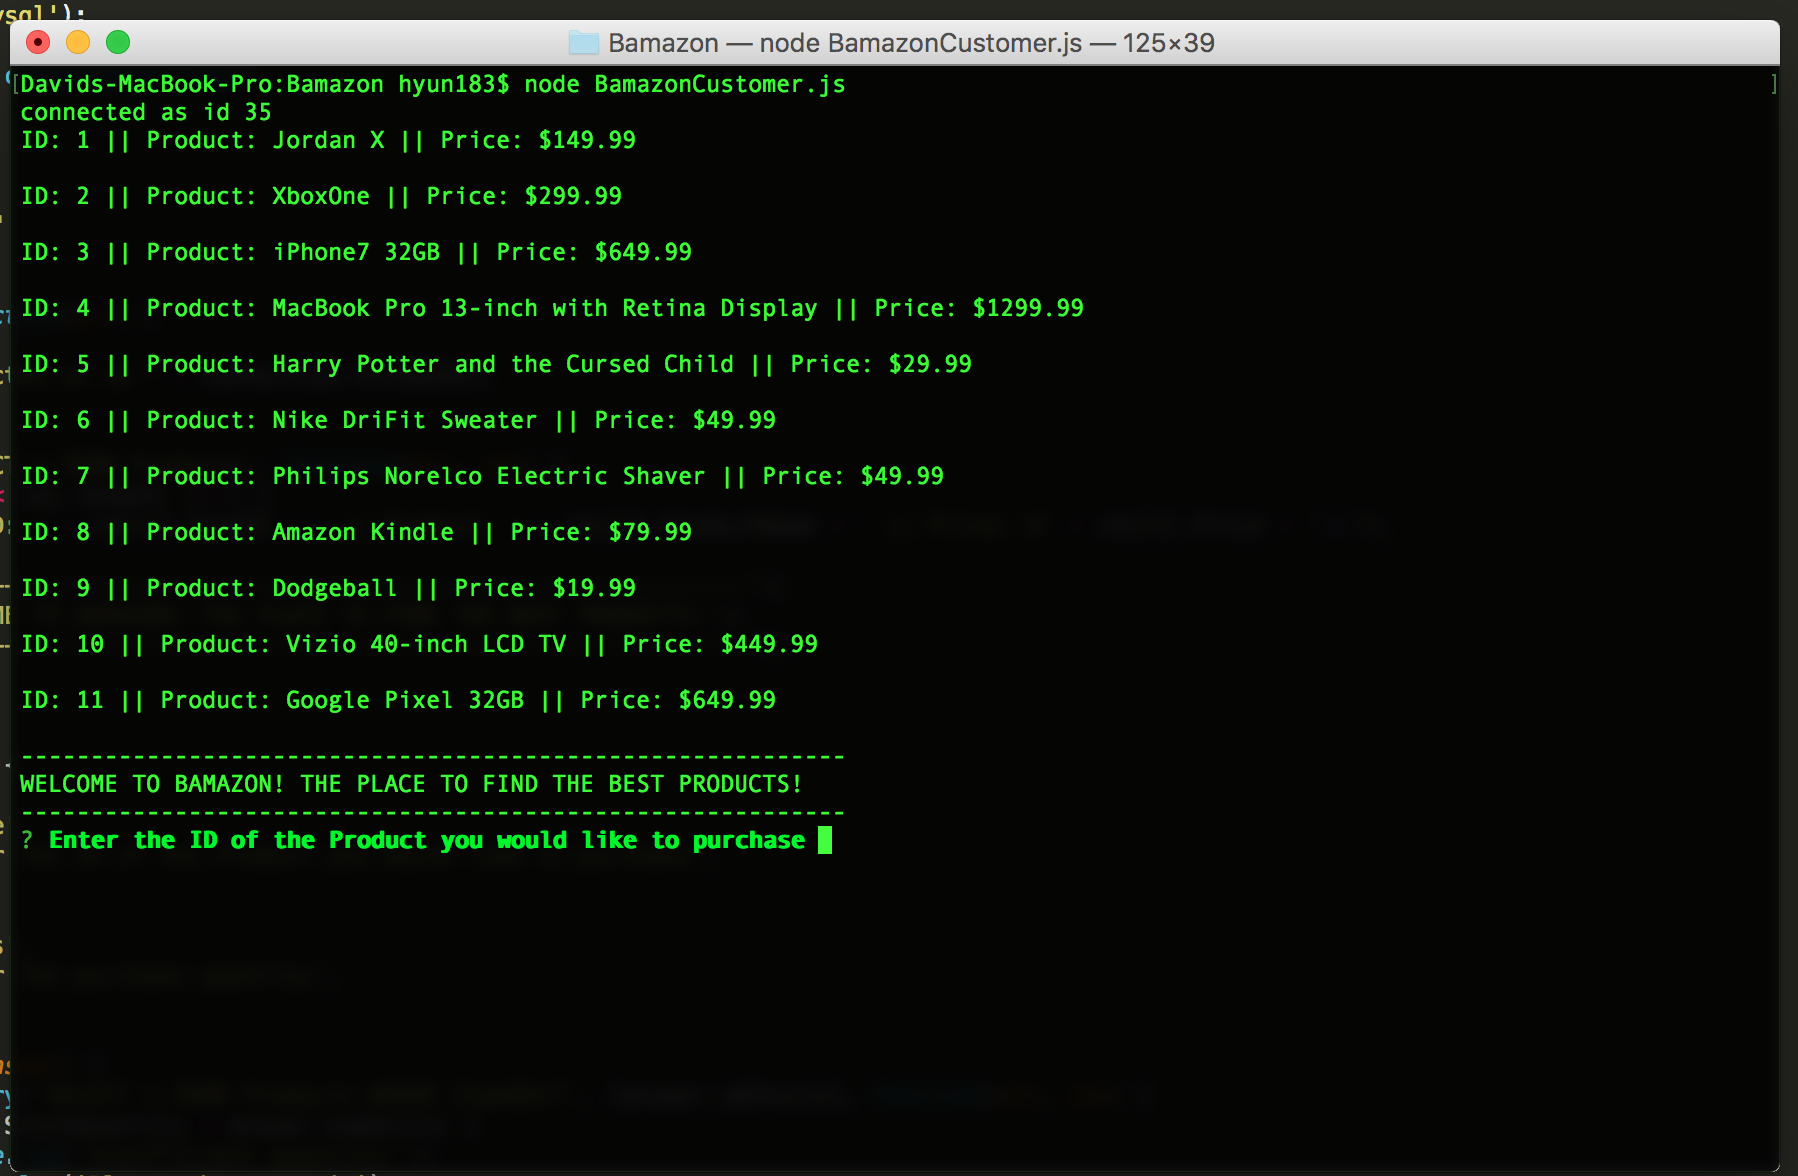 ysql');
Bamazon — node BamazonCustomer.js — 125×39
[Davids-MacBook-Pro:Bamazon hyun183$ node BamazonCustomer.js ]
connected as id 35
ID: 1 || Product: Jordan X || Price: $149.99
ID: 2 || Product: XboxOne || Price: $299.99
ID: 3 || Product: iPhone7 32GB || Price: $649.99
ID: 4 || Product: MacBook Pro 13-inch with Retina Display || Price: $1299.99
ID: 5 || Product: Harry Potter and the Cursed Child || Price: $29.99
ID: 6 || Product: Nike DriFit Sweater || Price: $49.99
ID: 7 || Product: Philips Norelco Electric Shaver || Price: $49.99
ID: 8 || Product: Amazon Kindle || Price: $79.99
ID: 9 || Product: Dodgeball || Price: $19.99
ID: 10 || Product: Vizio 40-inch LCD TV || Price: $449.99
ID: 11 || Product: Google Pixel 32GB || Price: $649.99
-----------------------------------------------------------
WELCOME TO BAMAZON! THE PLACE TO FIND THE BEST PRODUCTS!
-----------------------------------------------------------
? Enter the ID of the Product you would like to purchase